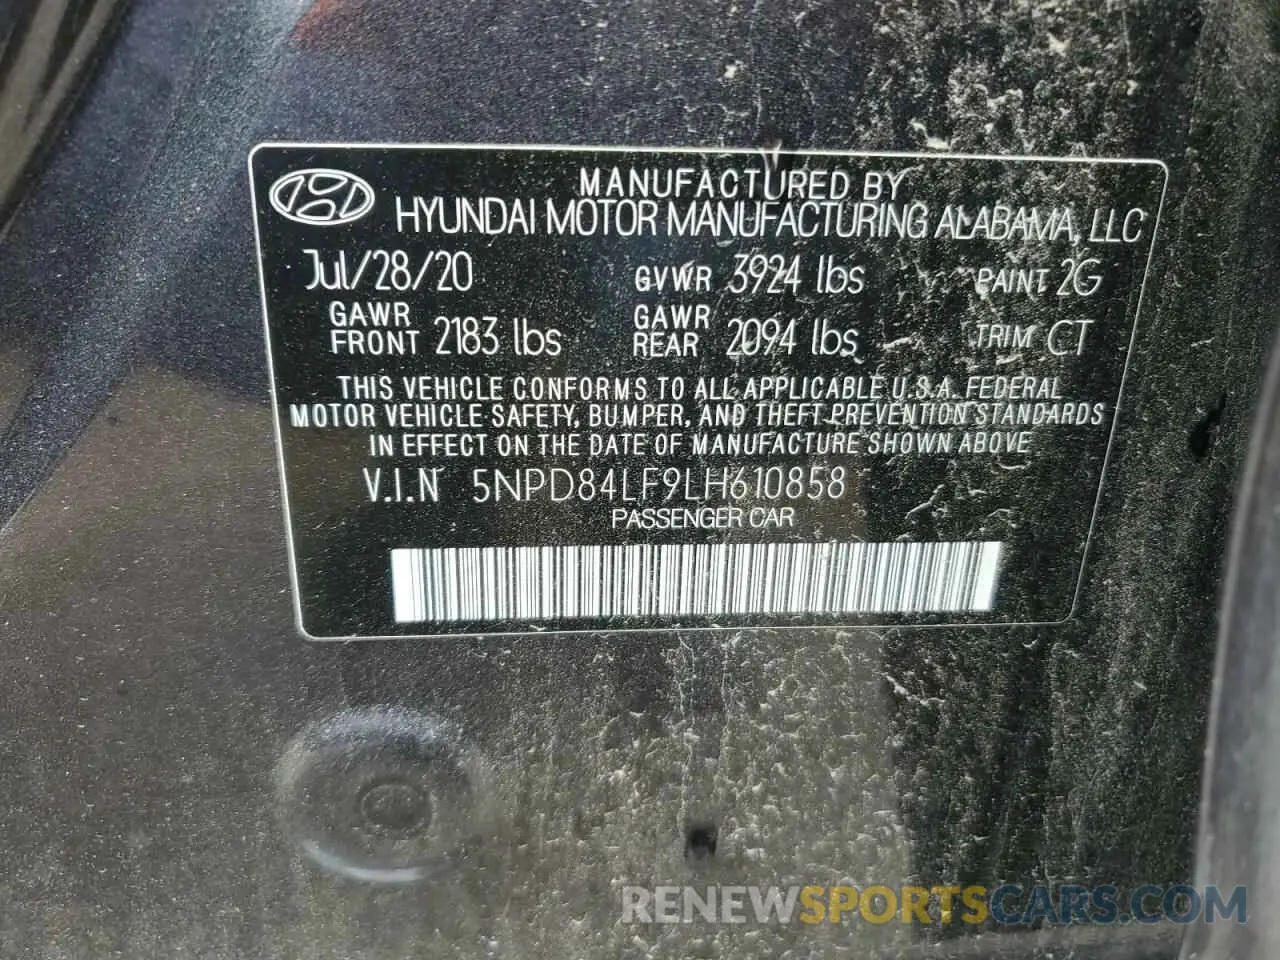 MANUFACTURED BY
HYUNDAI MOTOR MANUFACTURING ALABAMA, LLC
Jul/28/20 GVWR 3924 lbs PAINT 2G
GAWR FRONT 2183 lbs GAWR REAR 2094 lbs TRIM CT
THIS VEHICLE CONFORMS TO ALL APPLICABLE U.S.A. FEDERAL
MOTOR VEHICLE SAFETY, BUMPER, AND THEFT PREVENTION STANDARDS
IN EFFECT ON THE DATE OF MANUFACTURE SHOWN ABOVE
V.I.N 5NPD84LF9LH610858
PASSENGER CAR
RENEWSPORTSCARS.COM